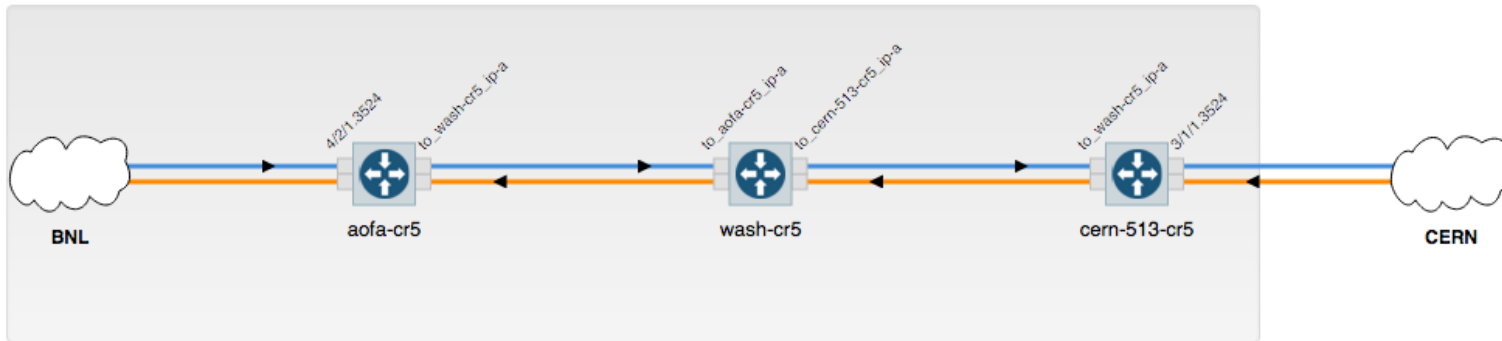 4/2/1.3524
to_wash-cr5_ip-a
to_aofa-cr5_ip-a
to_cern-513-cr5_ip-a
to_wash-cr5_ip-a
3/1/1.3524
BNL
aofa-cr5
wash-cr5
cern-513-cr5
CERN